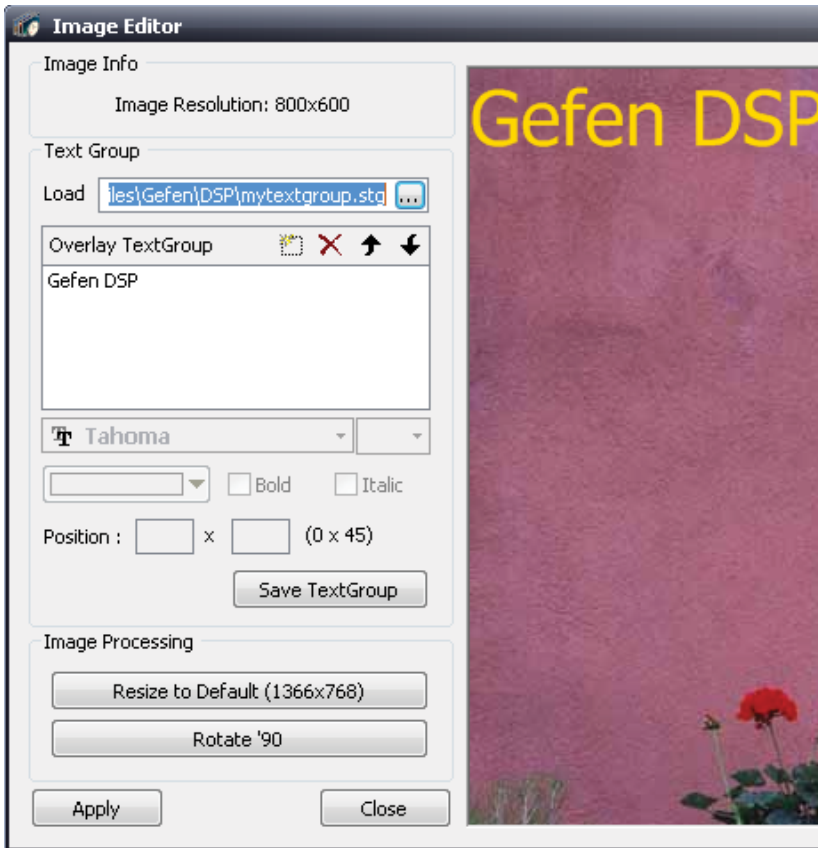 Image Editor
Image Info
Image Resolution: 800x600
Text Group
Load iles\Gefen\DSP\mytextgroup.stg ...
Overlay TextGroup
Gefen DSP
Tahoma
Bold Italic
Position : x (0 x 45)
Save TextGroup
Image Processing
Resize to Default (1366x768)
Rotate '90
Apply Close
Gefen DSP